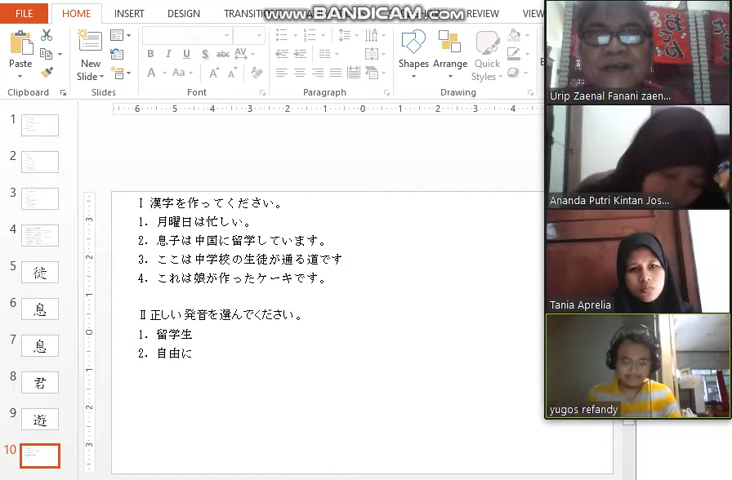 www.BANDICAM.com
FILE HOME INSERT DESIGN REVIEW
Paste
New
Slide
Shapes Arrange Quick
Styles
Clipboard Slides Font Paragraph Drawing
Urip Zaenal Fanani zaen...
Ananda Putri Kintan Jos...
Tania Aprelia
yugos refandy
1
2
3
4
5 徒
6 息
7 息
8 君
9 遊
10
Ⅰ 漢字を作ってください。
1. 月曜日は忙しい。
2. 息子は中国に留学しています。
3. ここは中学校の生徒が通る道です
4. これは娘が作ったケーキです。
Ⅱ 正しい発音を選んでください。
1. 留学生
2. 自由に